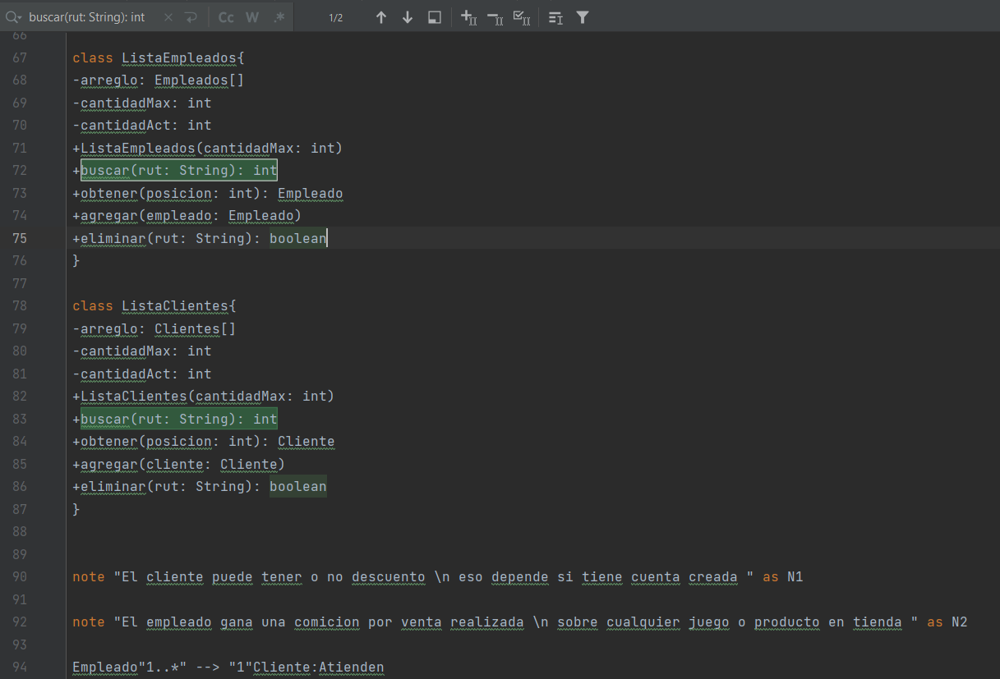 buscar(rut: String): int × Cc W .* 1/2
66
67 class ListaEmpleados{
68 -arreglo: Empleados[]
69 -cantidadMax: int
70 -cantidadAct: int
71 +ListaEmpleados(cantidadMax: int)
72 +buscar(rut: String): int
73 +obtener(posicion: int): Empleado
74 +agregar(empleado: Empleado)
75 +eliminar(rut: String): boolean
76 }
77
78 class ListaClientes{
79 -arreglo: Clientes[]
80 -cantidadMax: int
81 -cantidadAct: int
82 +ListaClientes(cantidadMax: int)
83 +buscar(rut: String): int
84 +obtener(posicion: int): Cliente
85 +agregar(cliente: Cliente)
86 +eliminar(rut: String): boolean
87 }
88
89
90 note "El cliente puede tener o no descuento \n eso depende si tiene cuenta creada " as N1
91
92 note "El empleado gana una comicion por venta realizada \n sobre cualquier juego o producto en tienda " as N2
93
94 Empleado"1..*" --> "1"Cliente:Atienden